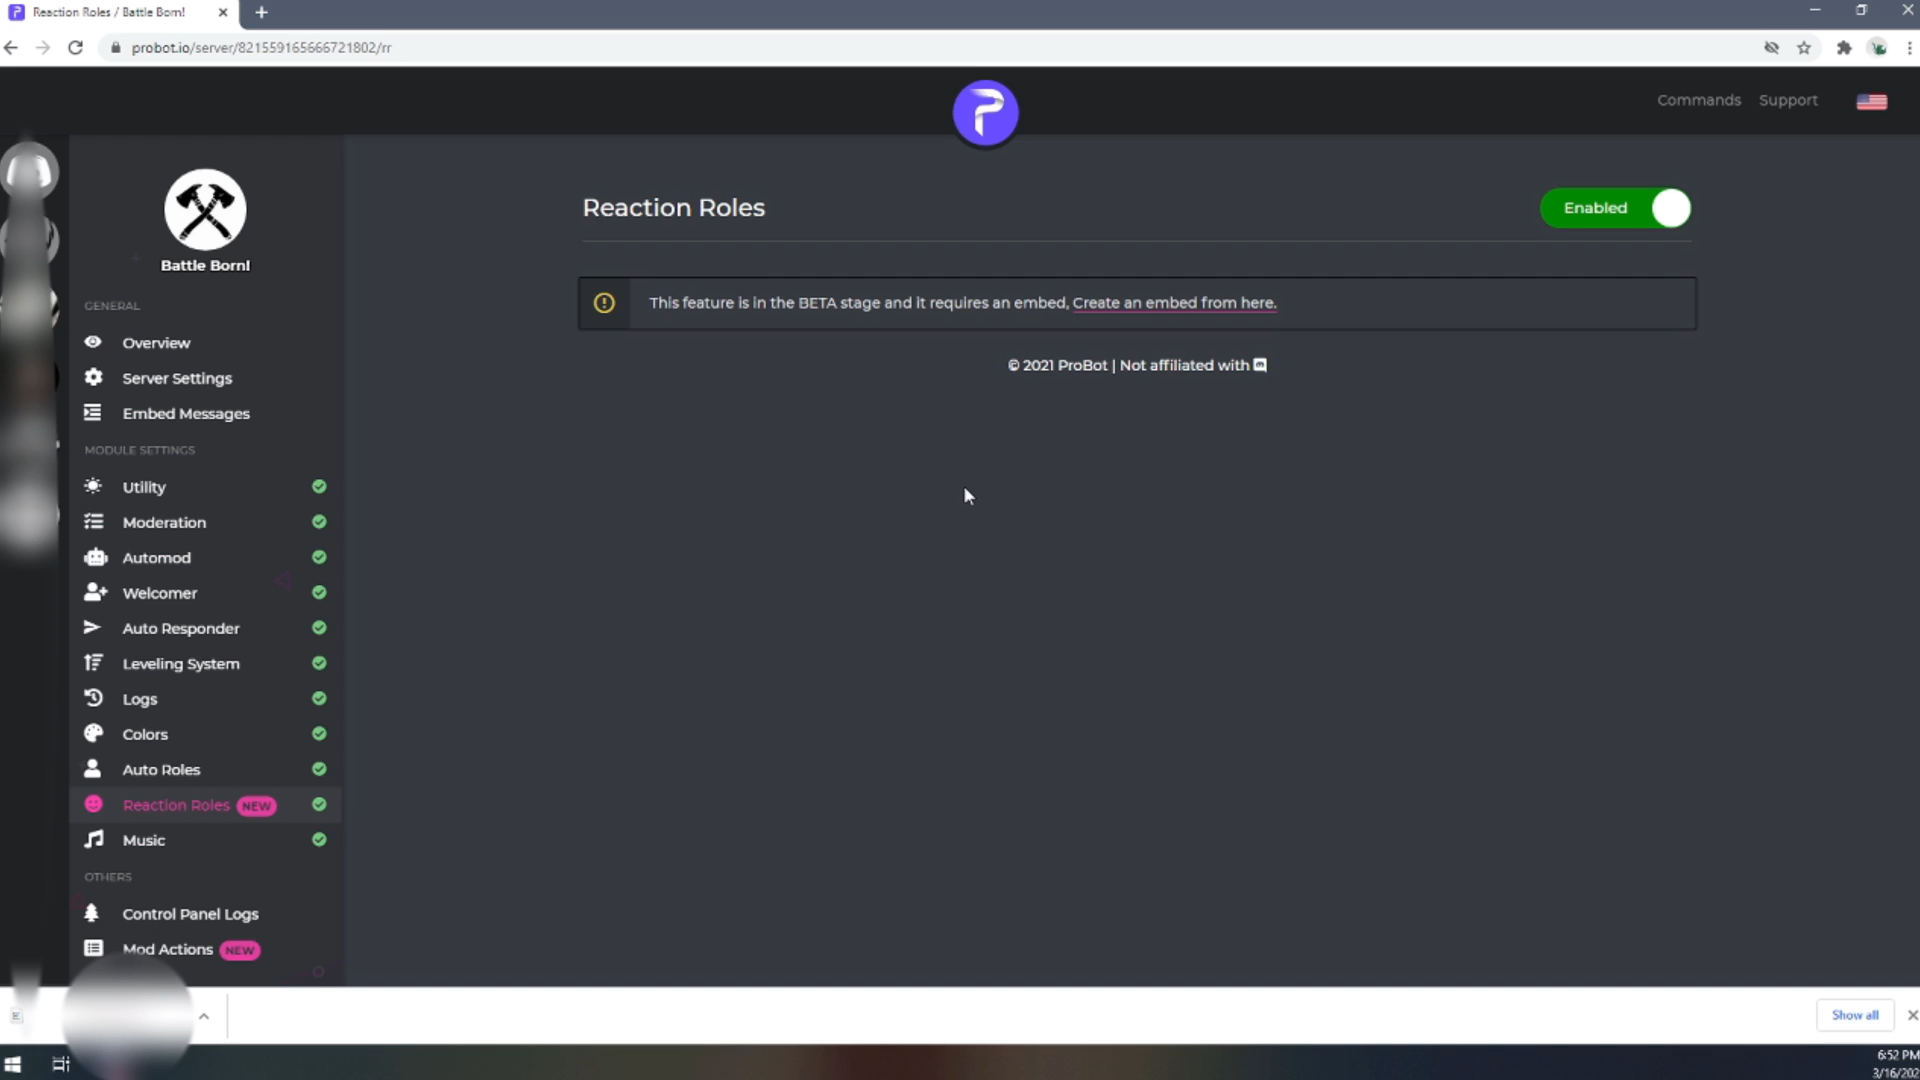 Reaction Roles / Battle Born!
probot.io/server/821559165666721802/rr
Commands Support
Battle Born!
Reaction Roles
Enabled
This feature is in the BETA stage and it requires an embed, Create an embed from here.
© 2021 ProBot | Not affiliated with
GENERAL
Overview
Server Settings
Embed Messages
MODULE SETTINGS
Utility
Moderation
Automod
Welcomer
Auto Responder
Leveling System
Logs
Colors
Auto Roles
Reaction Roles NEW
Music
OTHERS
Control Panel Logs
Mod Actions NEW
Show all
6:52 PM
3/16/202